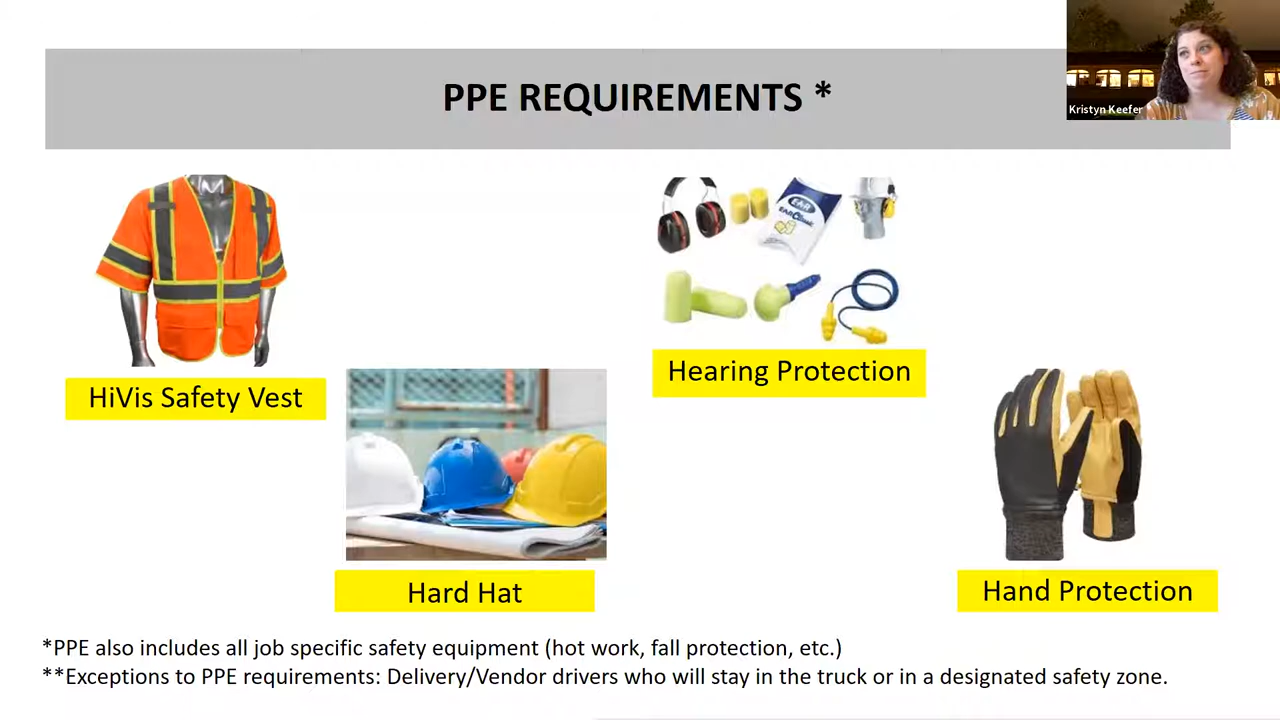 PPE REQUIREMENTS *
Kristyn Keefer
E·A·R
HiVis Safety Vest
Hearing Protection
Hard Hat
Hand Protection
*PPE also includes all job specific safety equipment (hot work, fall protection, etc.)
**Exceptions to PPE requirements: Delivery/Vendor drivers who will stay in the truck or in a designated safety zone.